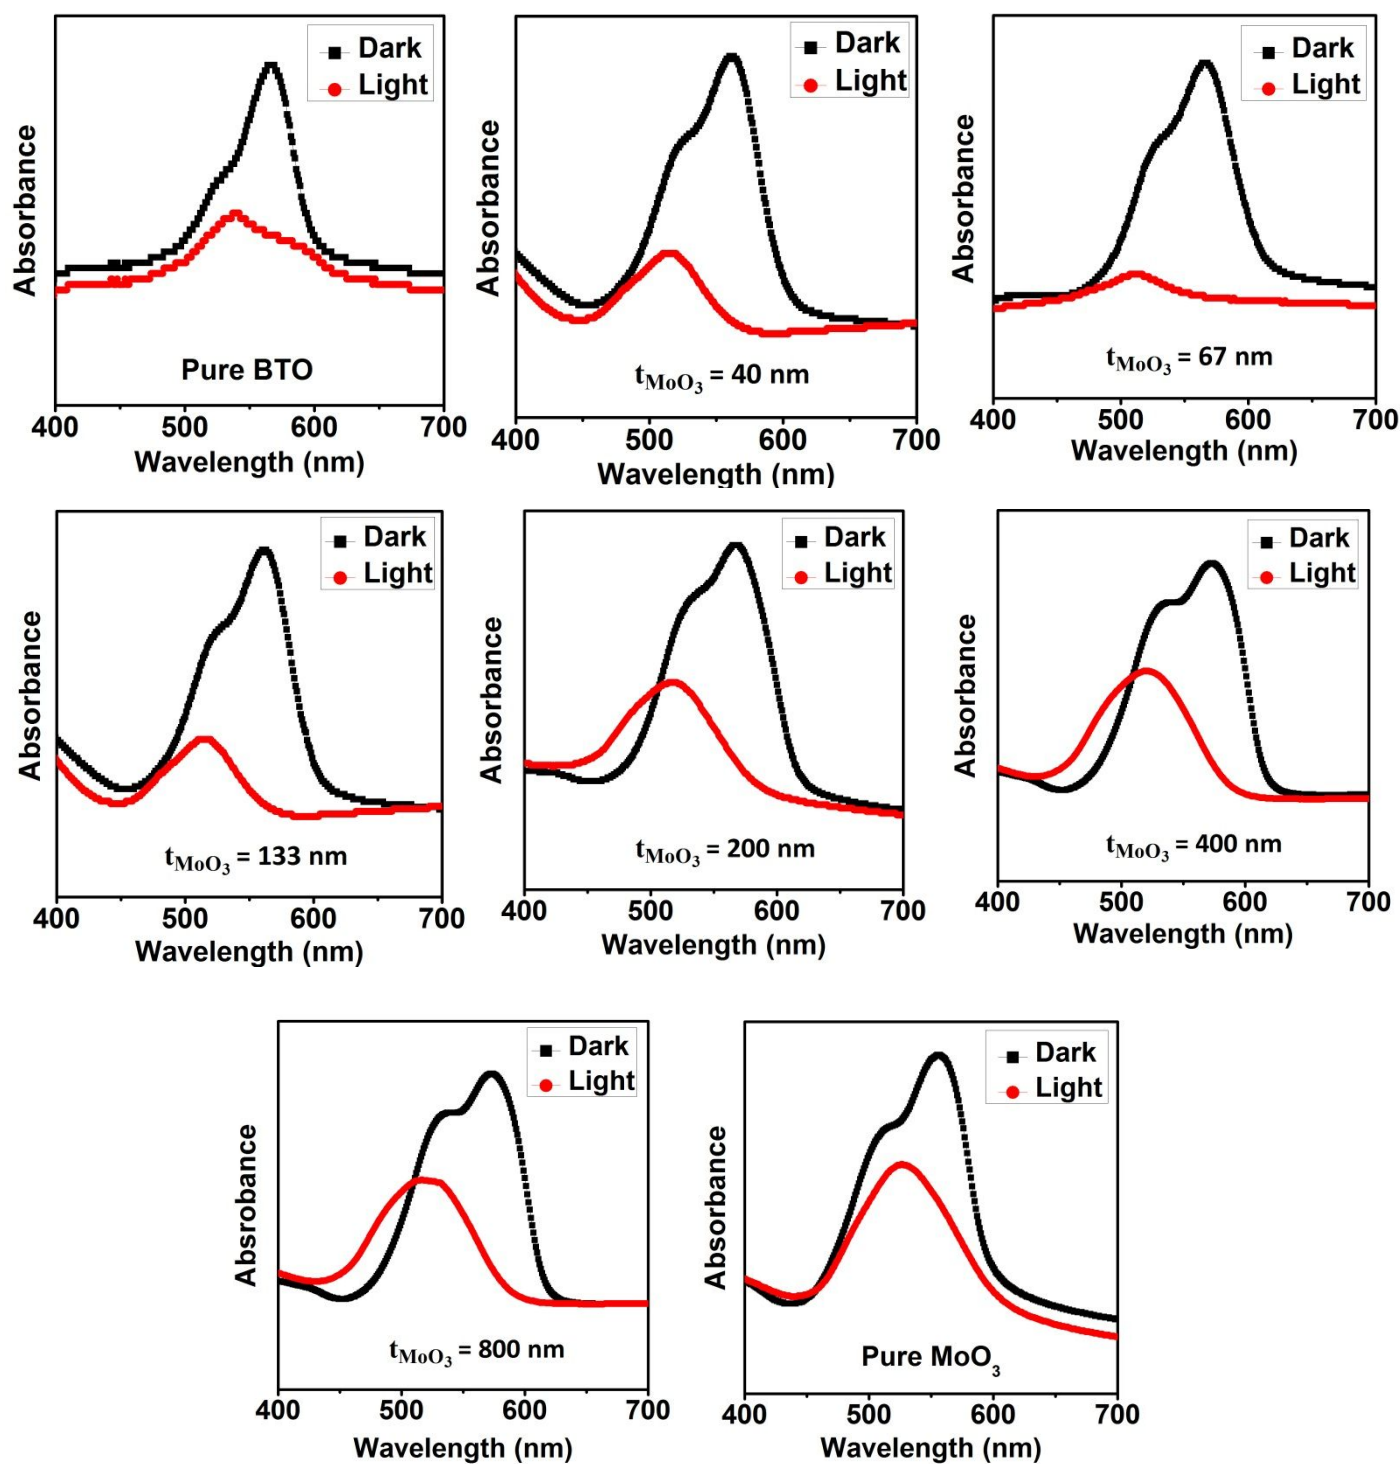 Absorbance
Dark
Light
Pure BTO
400 500 600 700
Wavelength (nm)
Absorbance
Dark
Light
tMoO3 = 40 nm
400 500 600 700
Wavelength (nm)
Absorbance
Dark
Light
tMoO3 = 67 nm
400 500 600 700
Wavelength (nm)
Absorbance
Dark
Light
tMoO3 = 133 nm
400 500 600 700
Wavelength (nm)
Absorbance
Dark
Light
tMoO3 = 200 nm
400 500 600 700
Wavelength (nm)
Absorbance
Dark
Light
tMoO3 = 400 nm
400 500 600 700
Wavelength (nm)
Absrobance
Dark
Light
tMoO3 = 800 nm
400 500 600 700
Wavelength (nm)
Absorbance
Dark
Light
Pure MoO3
400 500 600 700
Wavelength (nm)